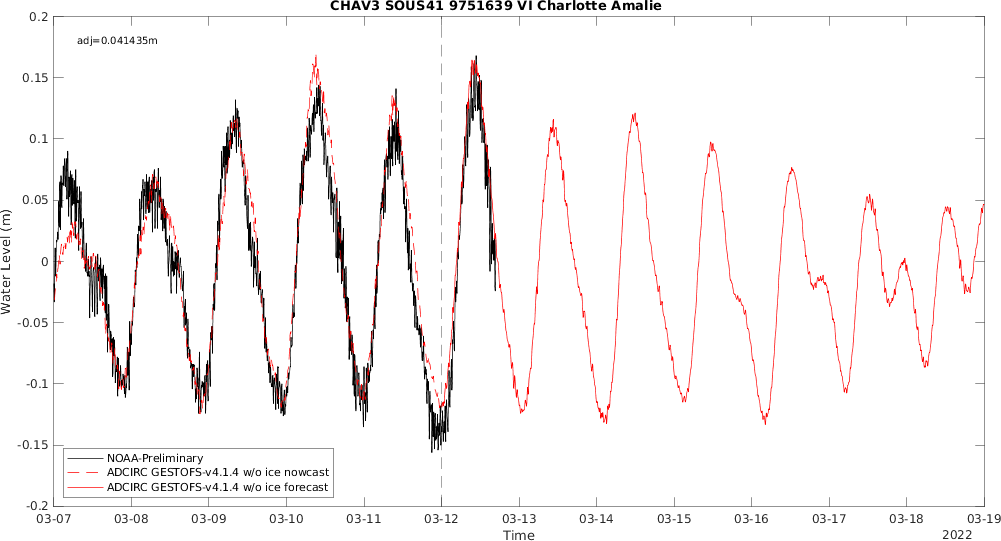 CHAV3 SOUS41 9751639 VI Charlotte Amalie
adj=0.041435m
Water Level (m)
0.2
0.15
0.1
0.05
0
-0.05
-0.1
-0.15
-0.2
NOAA-Preliminary
ADCIRC GESTOFS-v4.1.4 w/o ice nowcast
ADCIRC GESTOFS-v4.1.4 w/o ice forecast
03-07 03-08 03-09 03-10 03-11 03-12 03-13 03-14 03-15 03-16 03-17 03-18 03-19
Time
2022